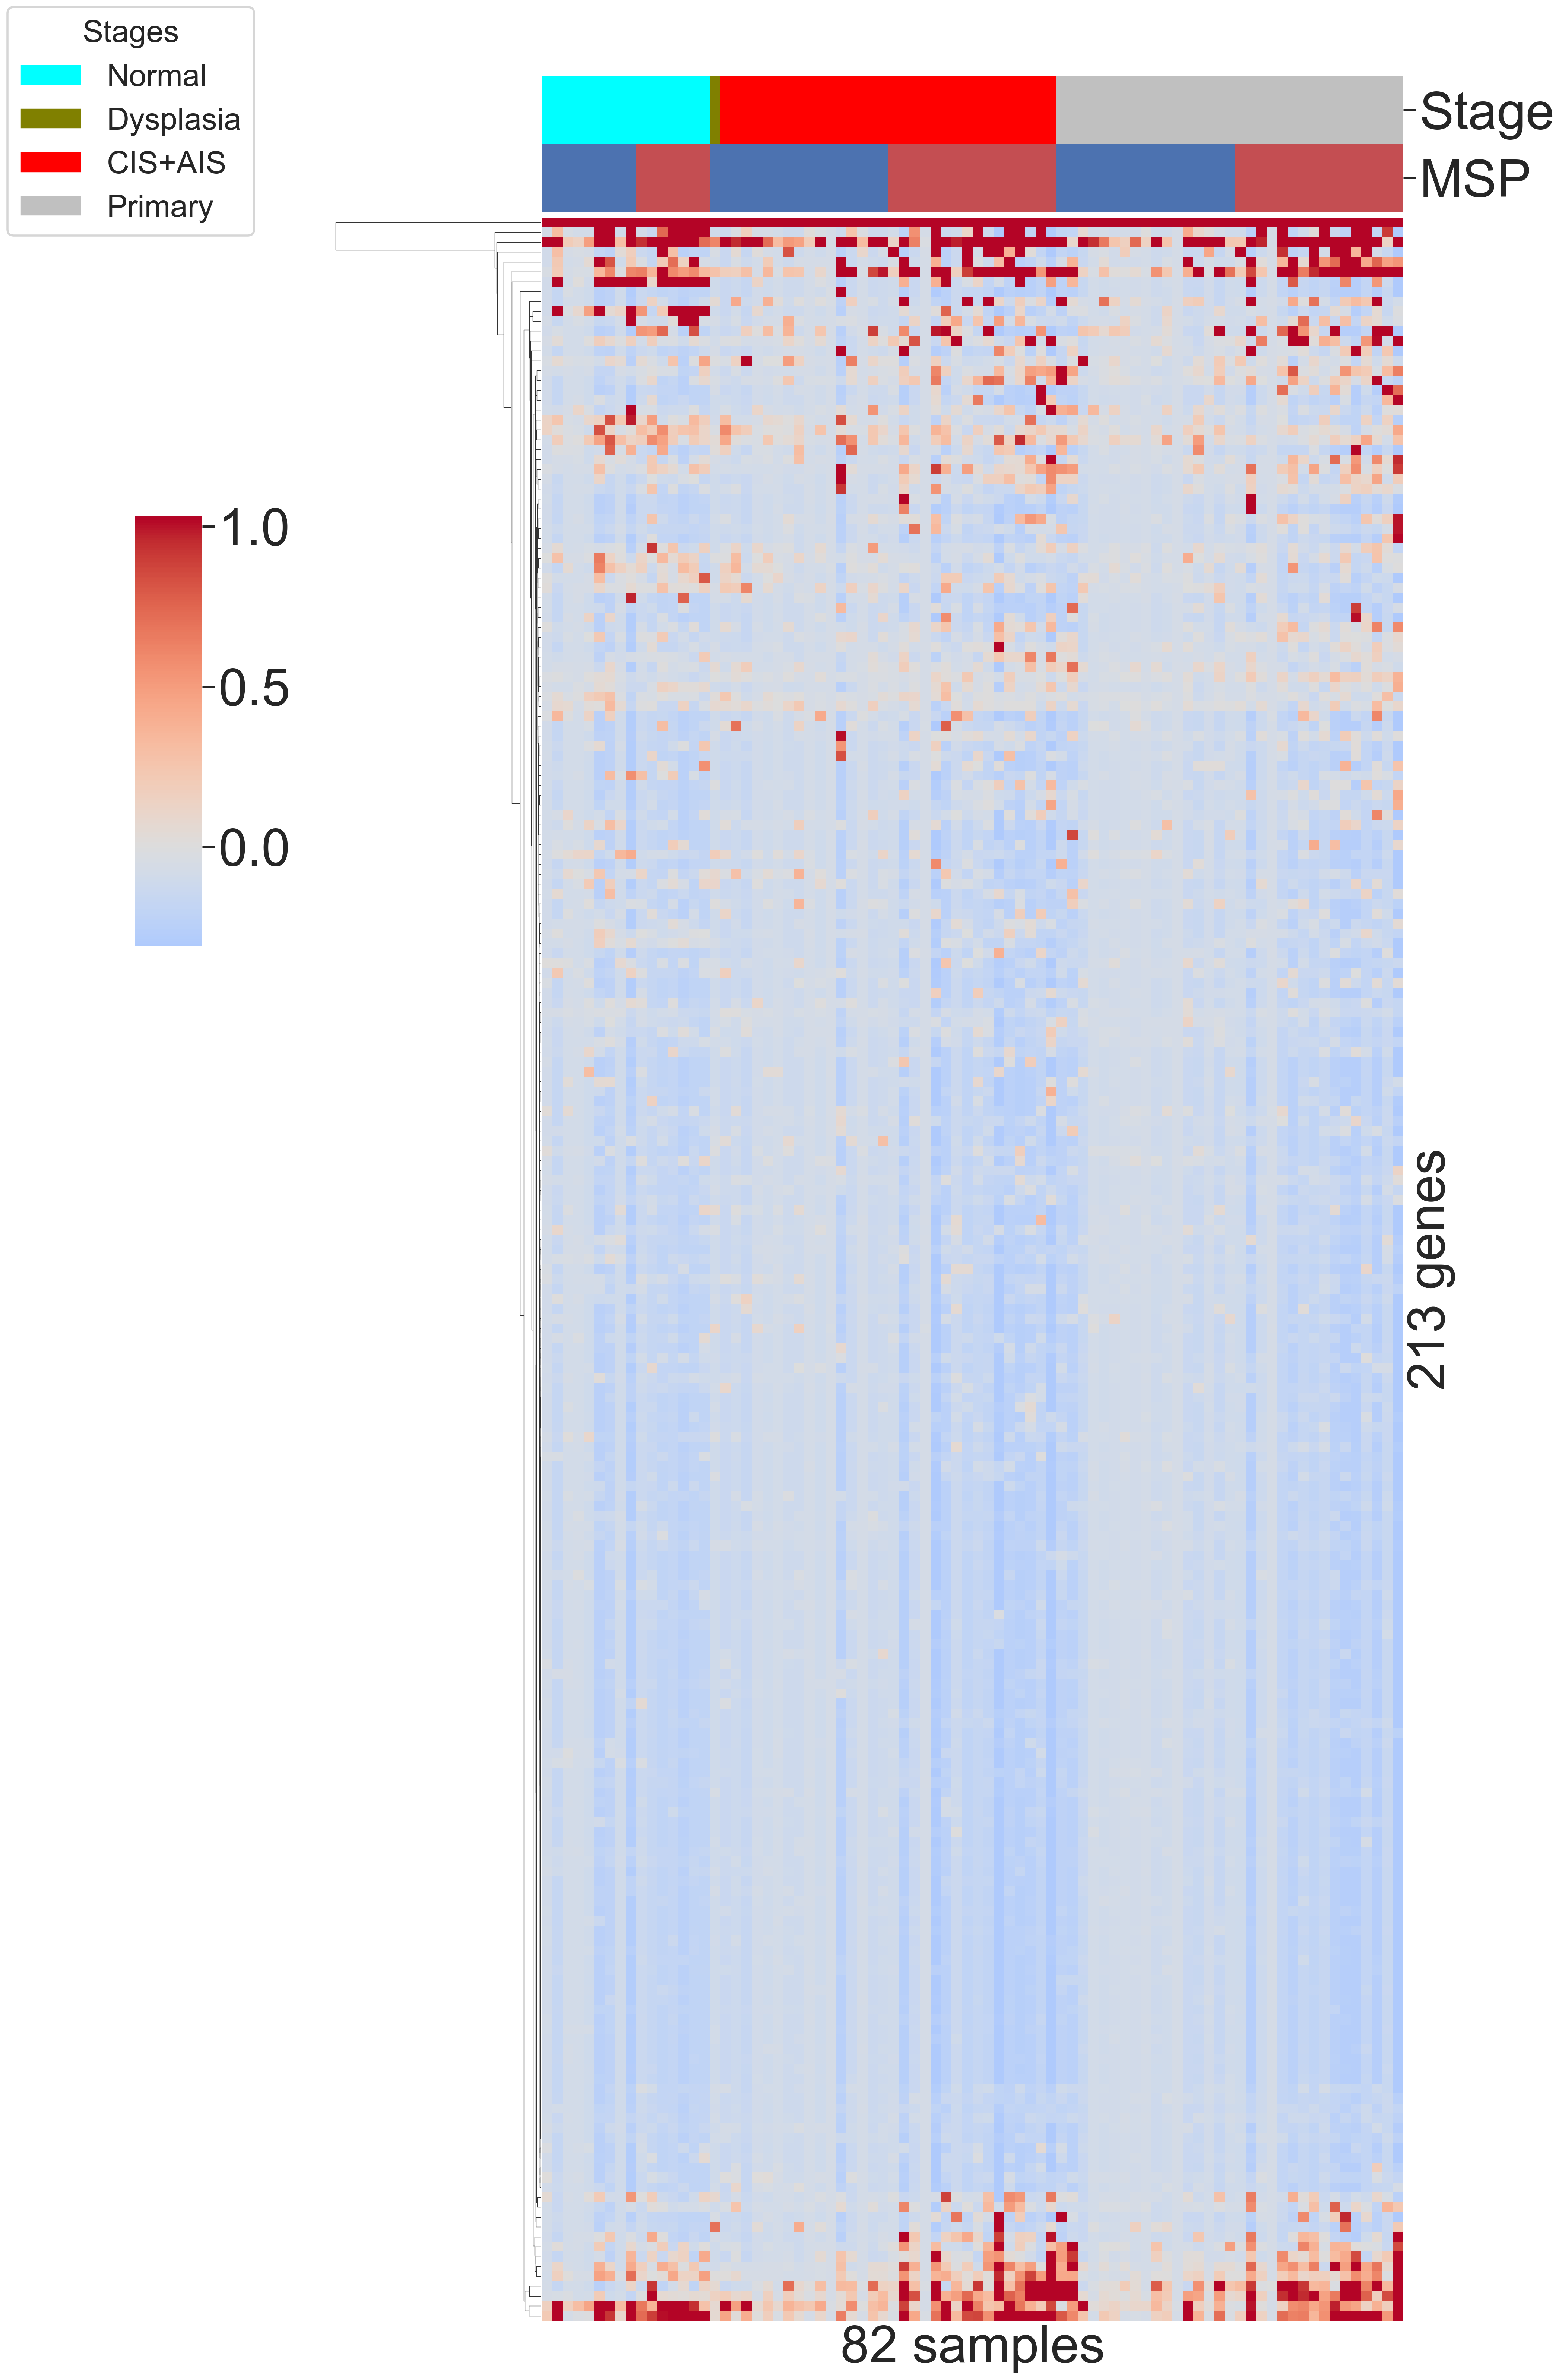 Stages
Normal
Dysplasia
CIS+AIS
Primary
Stage
MSP
1.0
0.5
0.0
213 genes
82 samples